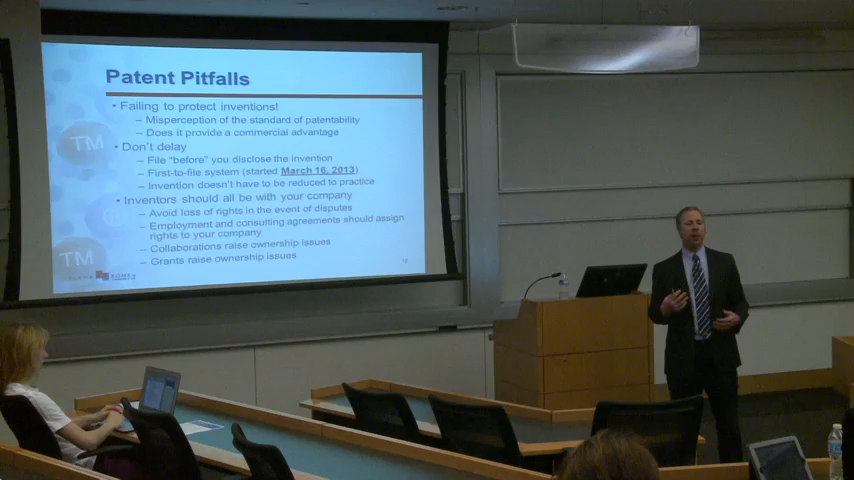 Patent Pitfalls
• Failing to protect inventions!
– Misperception of the standard of patentability
– Does it provide a commercial advantage
• Don't delay
– File "before" you disclose the invention
– First-to-file system (started March 16, 2013)
– Invention doesn't have to be reduced to practice
• Inventors should all be with your company
– Avoid loss of rights in the event of disputes
– Employment and consulting agreements should assign
rights to your company
– Collaborations raise ownership issues
– Grants raise ownership issues
TM
TM